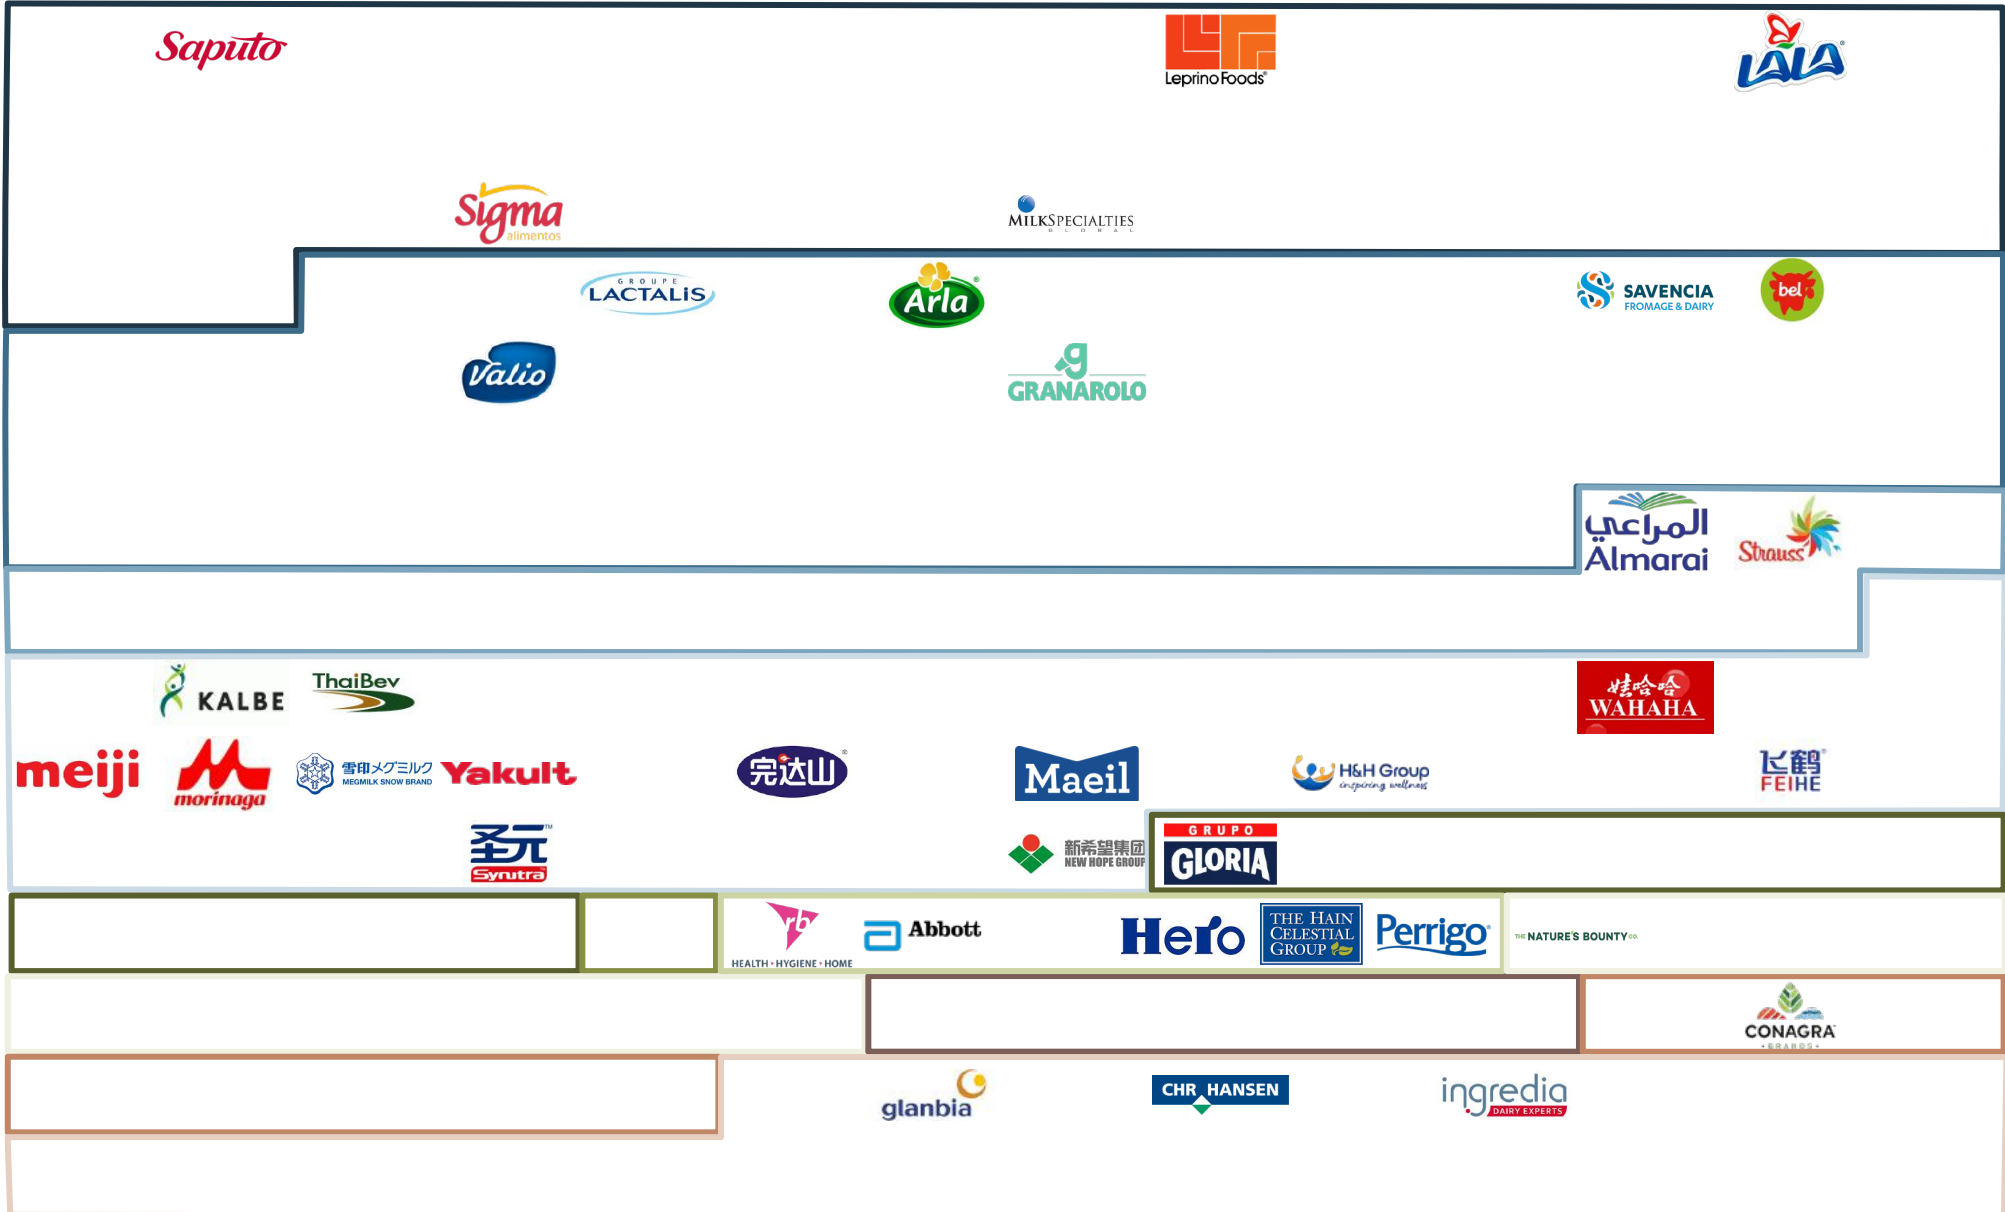 Saputo
Leprino Foods®
LALA®
Sigma
alimentos
MILKSPECIALTIES
GLOBAL
GROUPE
LACTALIS
Arla®
SAVENCIA
FROMAGE & DAIRY
bel
Valio
g
GRANAROLO
المراعي
Almarai
Strauss
KALBE
ThaiBev
娃哈哈
WAHAHA
meiji
morinaga
雪印メグミルク
MEGMILK SNOW BRAND
Yakult
完达山®
Maeil
H&H Group
inspiring wellness
飞鹤®
FEIHE
圣元™
Synutra
新希望集团
NEW HOPE GROUP
GRUPO
GLORIA
rb
HEALTH • HYGIENE • HOME
Abbott
Hero
THE HAIN
CELESTIAL
GROUP
Perrigo®
THE NATURE'S BOUNTY CO.
CONAGRA
BRANDS
glanbia
CHR HANSEN
ingredia
DAIRY EXPERTS